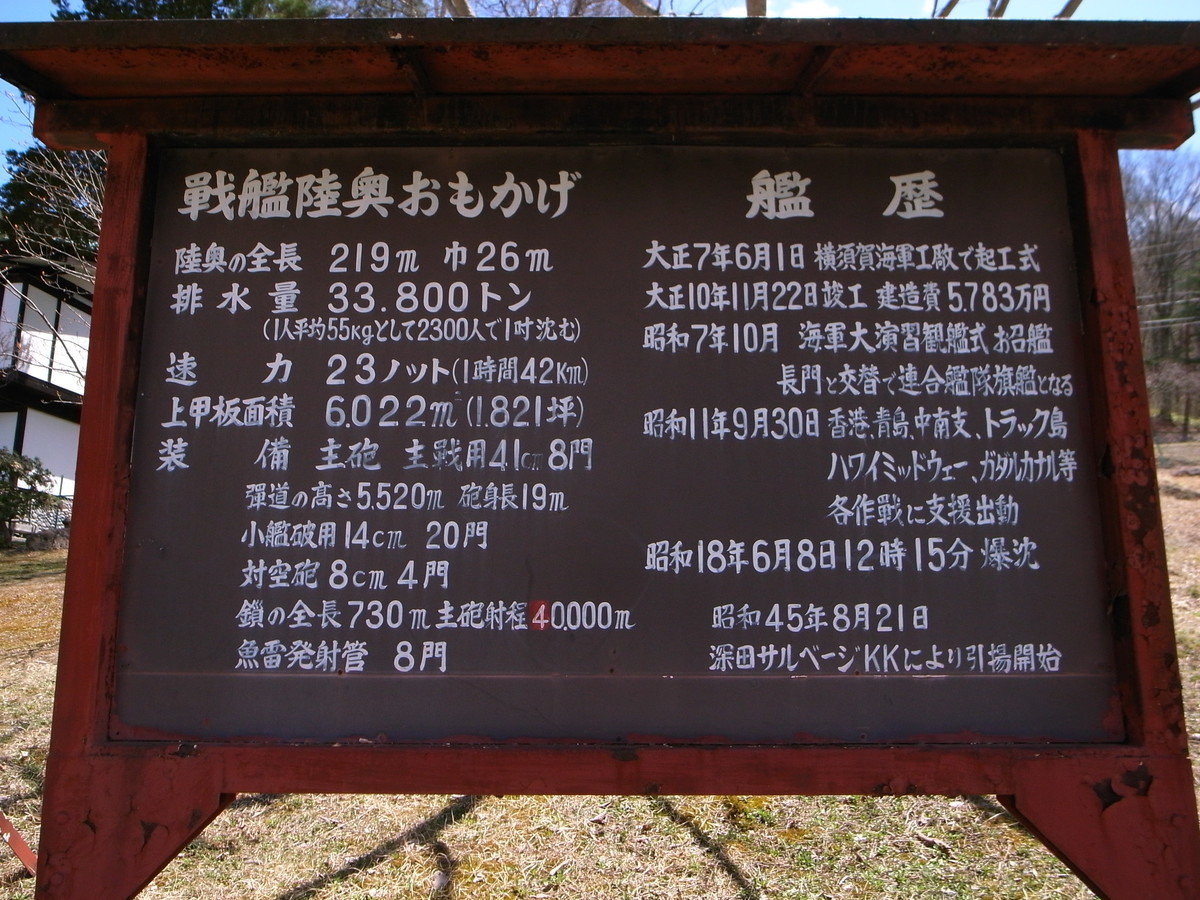 戰艦陸奥おもかげ
陸奥の全長 219m 巾26m
排水量 33.800トン
(1人平均55kgとして2300人で1吋沈む)
速力 23ノット(1時間42Km)
上甲板面積 6.022㎡(1.821坪)
装備 主砲 主戦用41cm8門
彈道の高さ5,520m 砲身長19m
小艦破用14cm 20門
対空砲 8cm 4門
鎖の全長730m主砲射程40.000m
魚雷発射管 8門
艦歴
大正7年6月1日 横須賀海軍工廠で起工式
大正10年11月22日竣工 建造費5.783万円
昭和7年10月 海軍大演習観艦式お召艦
長門と交替で連合艦隊旗艦となる
昭和11年9月30日香港、青島、中南支、トラック島
ハワイミッドウェー、ガダルカナル等
各作戦に支援出動
昭和18年6月8日12時15分 爆沈
昭和45年8月21日
深田サルベージKKにより引揚開始